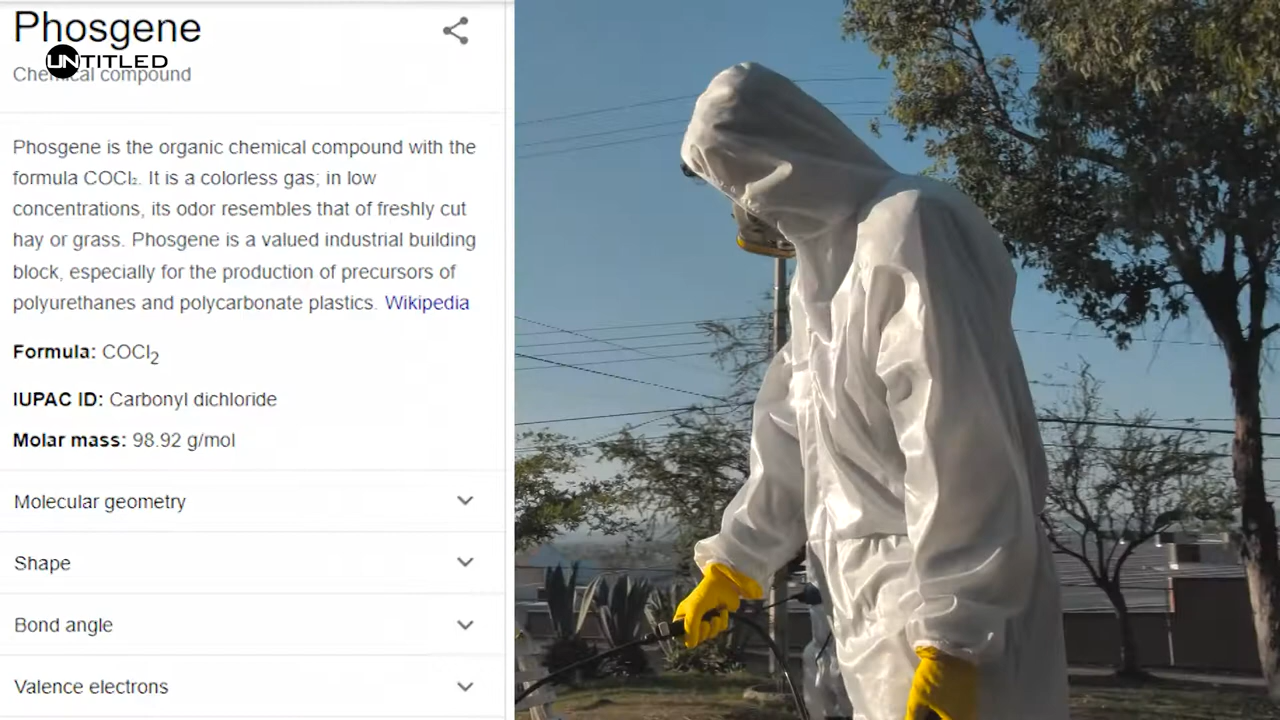 Phosgene
UNTITLED
Chemical compound
Phosgene is the organic chemical compound with the
formula COCl₂. It is a colorless gas; in low
concentrations, its odor resembles that of freshly cut
hay or grass. Phosgene is a valued industrial building
block, especially for the production of precursors of
polyurethanes and polycarbonate plastics. Wikipedia
Formula: COCl₂
IUPAC ID: Carbonyl dichloride
Molar mass: 98.92 g/mol
Molecular geometry
Shape
Bond angle
Valence electrons